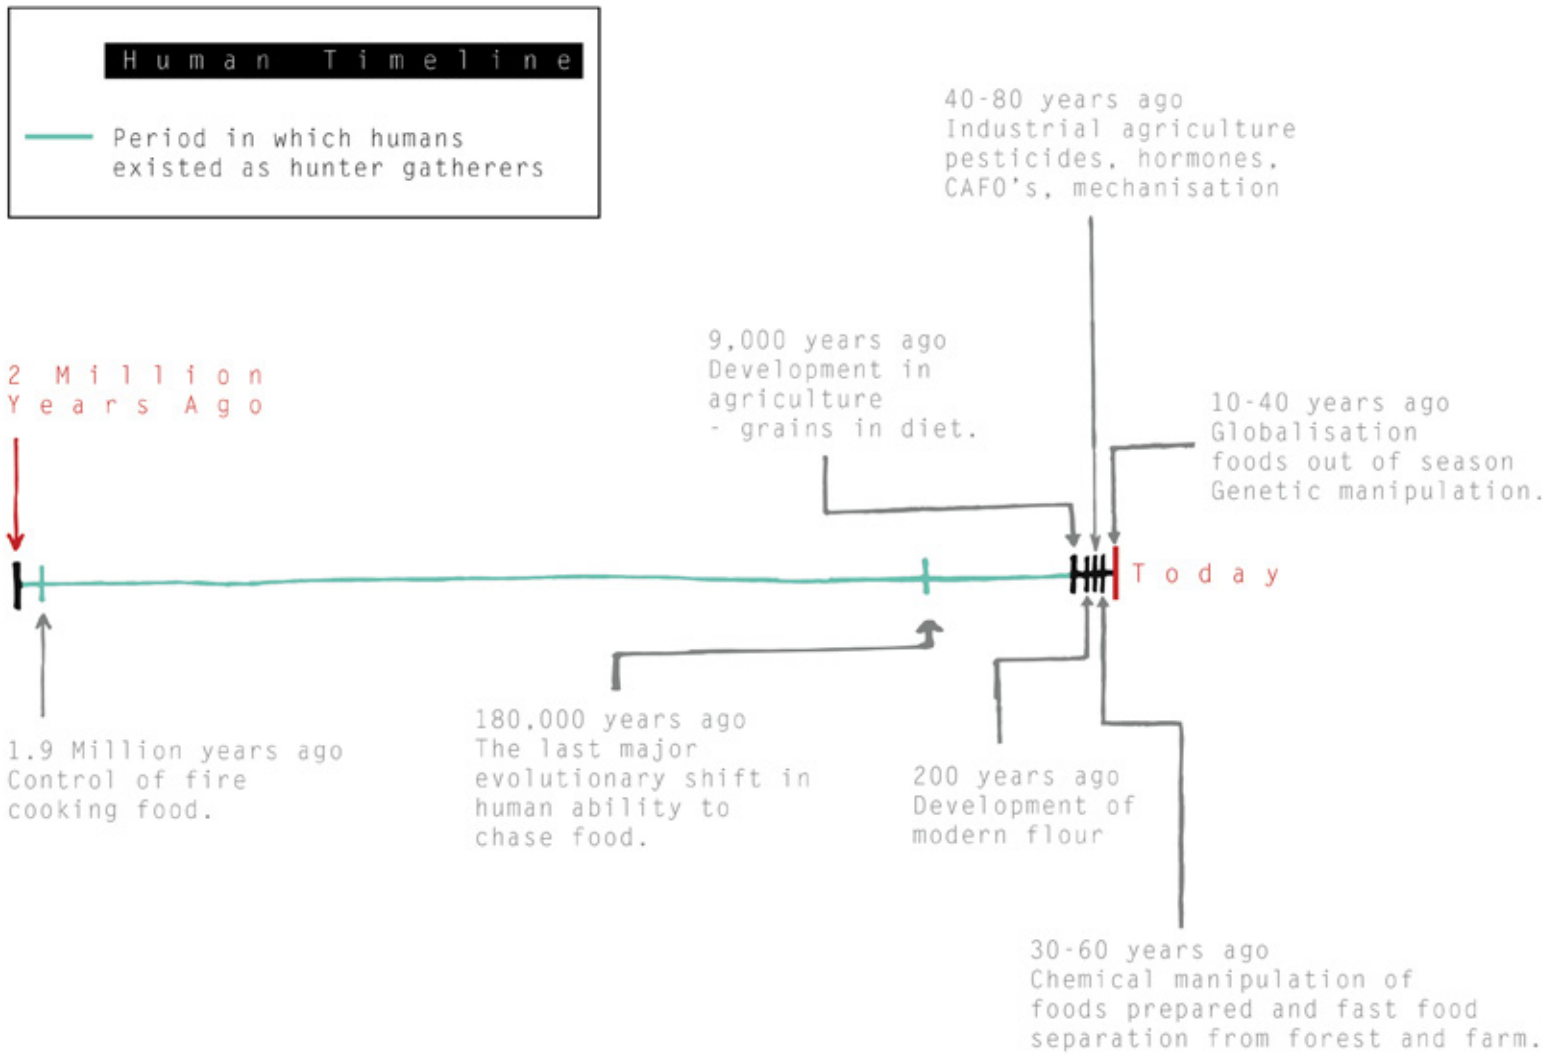 Human Timeline
Period in which humans
existed as hunter gatherers
40-80 years ago
Industrial agriculture
pesticides, hormones,
CAFO's, mechanisation
9,000 years ago
Development in
agriculture
- grains in diet.
2 Million
Years Ago
10-40 years ago
Globalisation
foods out of season
Genetic manipulation.
Today
1.9 Million years ago
Control of fire
cooking food.
180,000 years ago
The last major
evolutionary shift in
human ability to
chase food.
200 years ago
Development of
modern flour
30-60 years ago
Chemical manipulation of
foods prepared and fast food
separation from forest and farm.